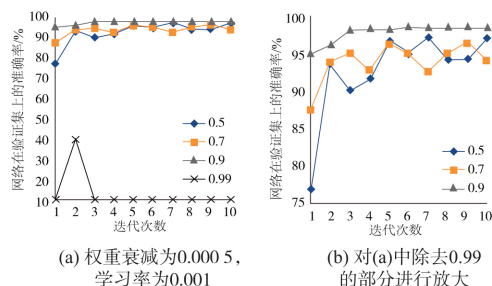 网络在验证集上的准确率/%
100
90
80
70
60
50
40
30
20
10
1 2 3 4 5 6 7 8 9 10
迭代次数
0.5
0.7
0.9
0.99
(a) 权重衰减为0.000 5，
学习率为0.001
网络在验证集上的准确率/%
100
95
90
85
80
75
1 2 3 4 5 6 7 8 9 10
迭代次数
0.5
0.7
0.9
(b) 对(a)中除去0.99
的部分进行放大